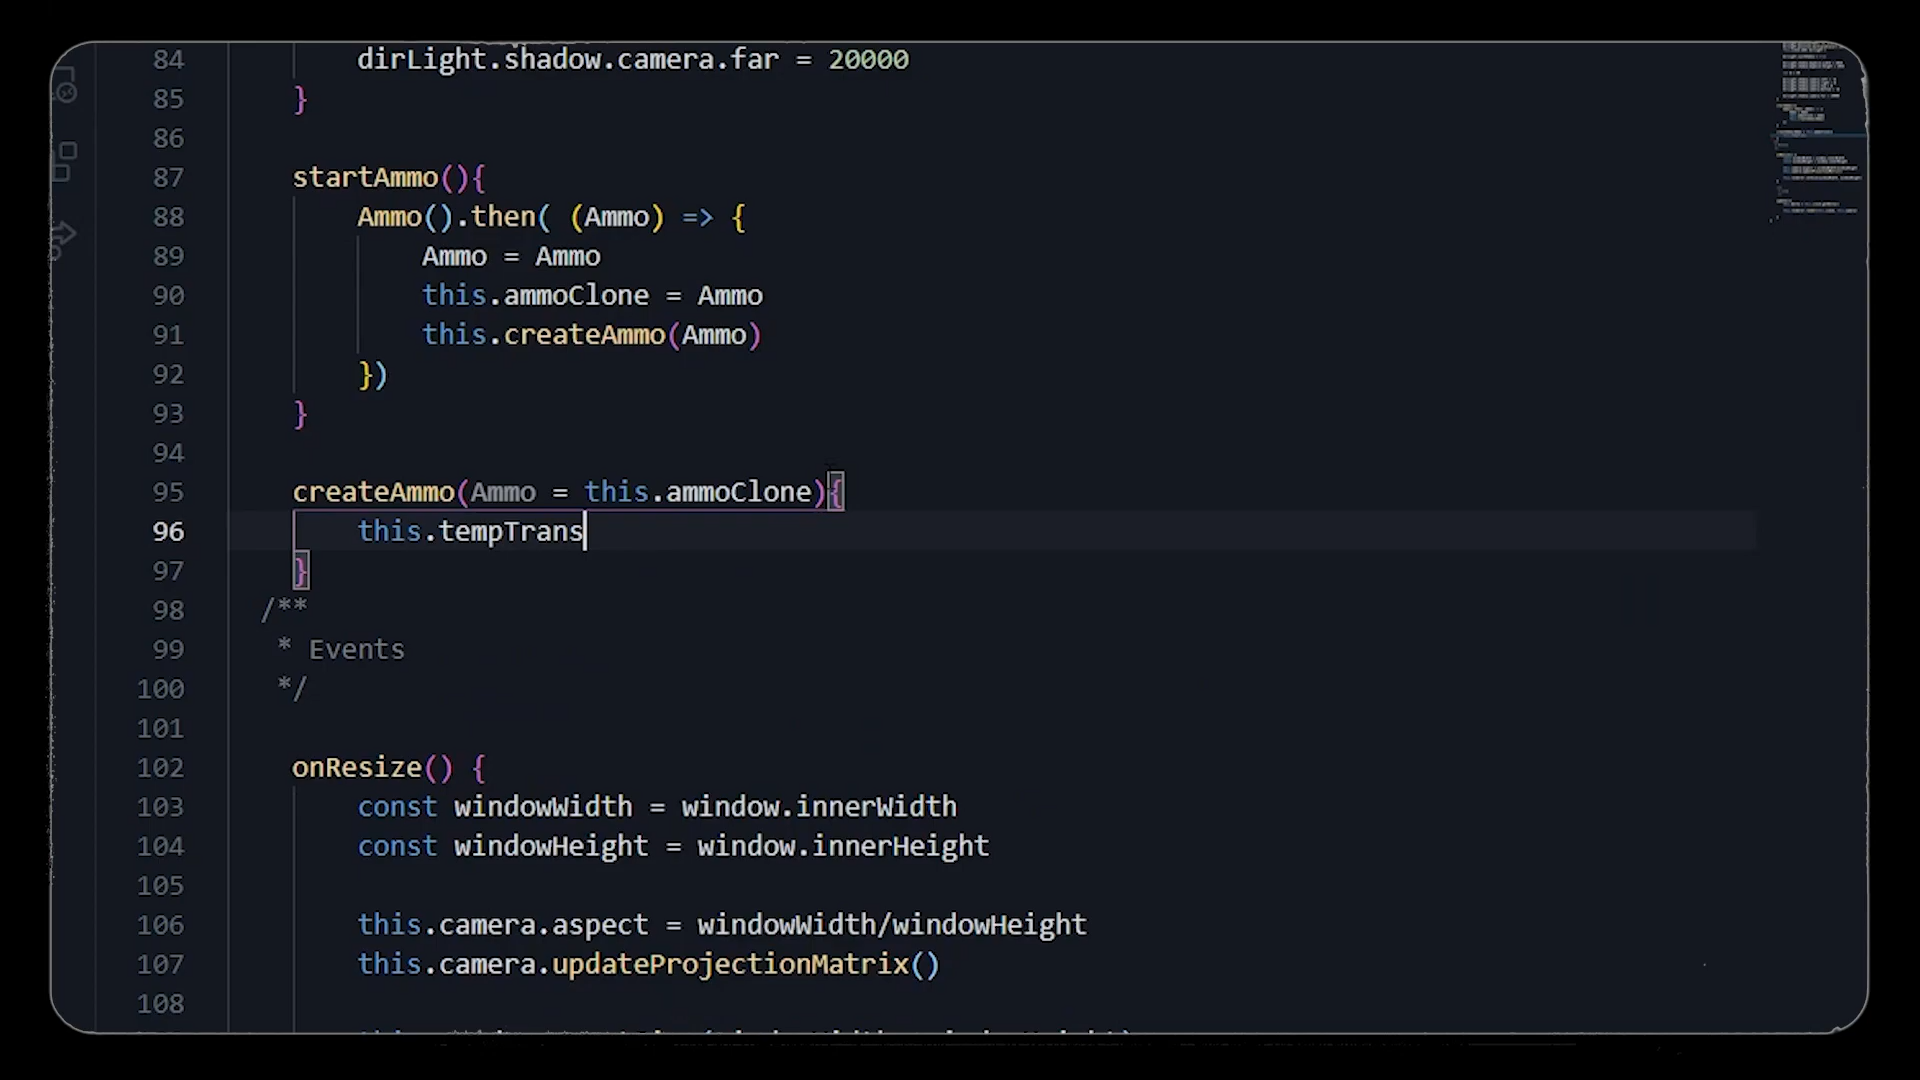 84 dirLight.shadow.camera.far = 20000
85 }
86
87 startAmmo(){
88 Ammo().then( (Ammo) => {
89 Ammo = Ammo
90 this.ammoClone = Ammo
91 this.createAmmo(Ammo)
92 })
93 }
94
95 createAmmo(Ammo = this.ammoClone){
96 this.tempTrans
97 }
98 /**
99 * Events
100 */
101
102 onResize() {
103 const windowWidth = window.innerWidth
104 const windowHeight = window.innerHeight
105
106 this.camera.aspect = windowWidth/windowHeight
107 this.camera.updateProjectionMatrix()
108